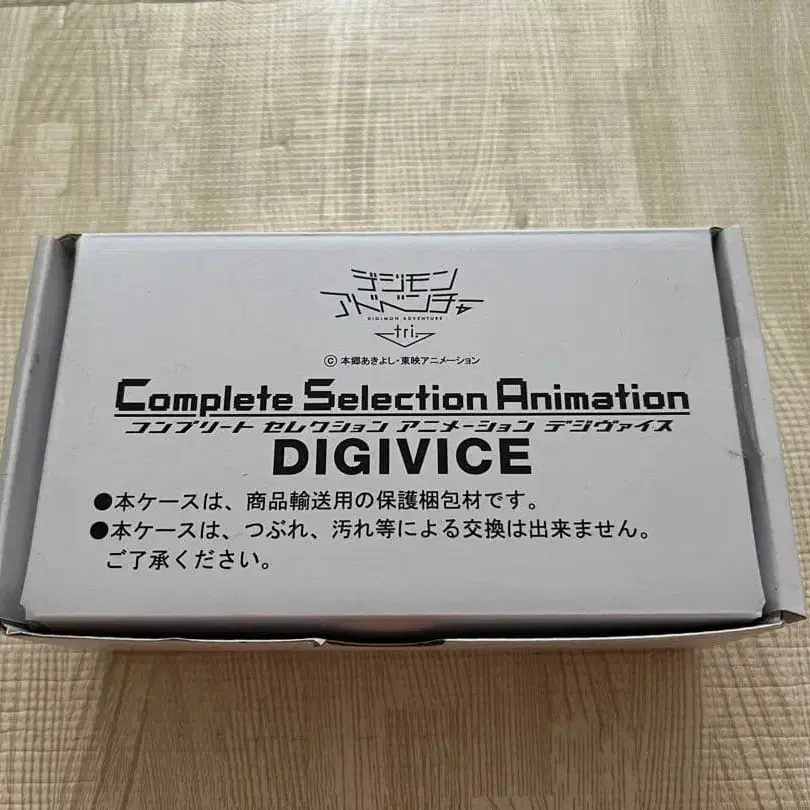 デジモン
アドベンチャー
DIGIMON ADVENTURE
tri.
© 本郷あきよし・東映アニメーション
Complete Selection Animation
コンプリート セレクション アニメーション デジヴァイス
DIGIVICE
●本ケースは、商品輸送用の保護梱包材です。
●本ケースは、つぶれ、汚れ等による交換は出来ません。
ご了承ください。